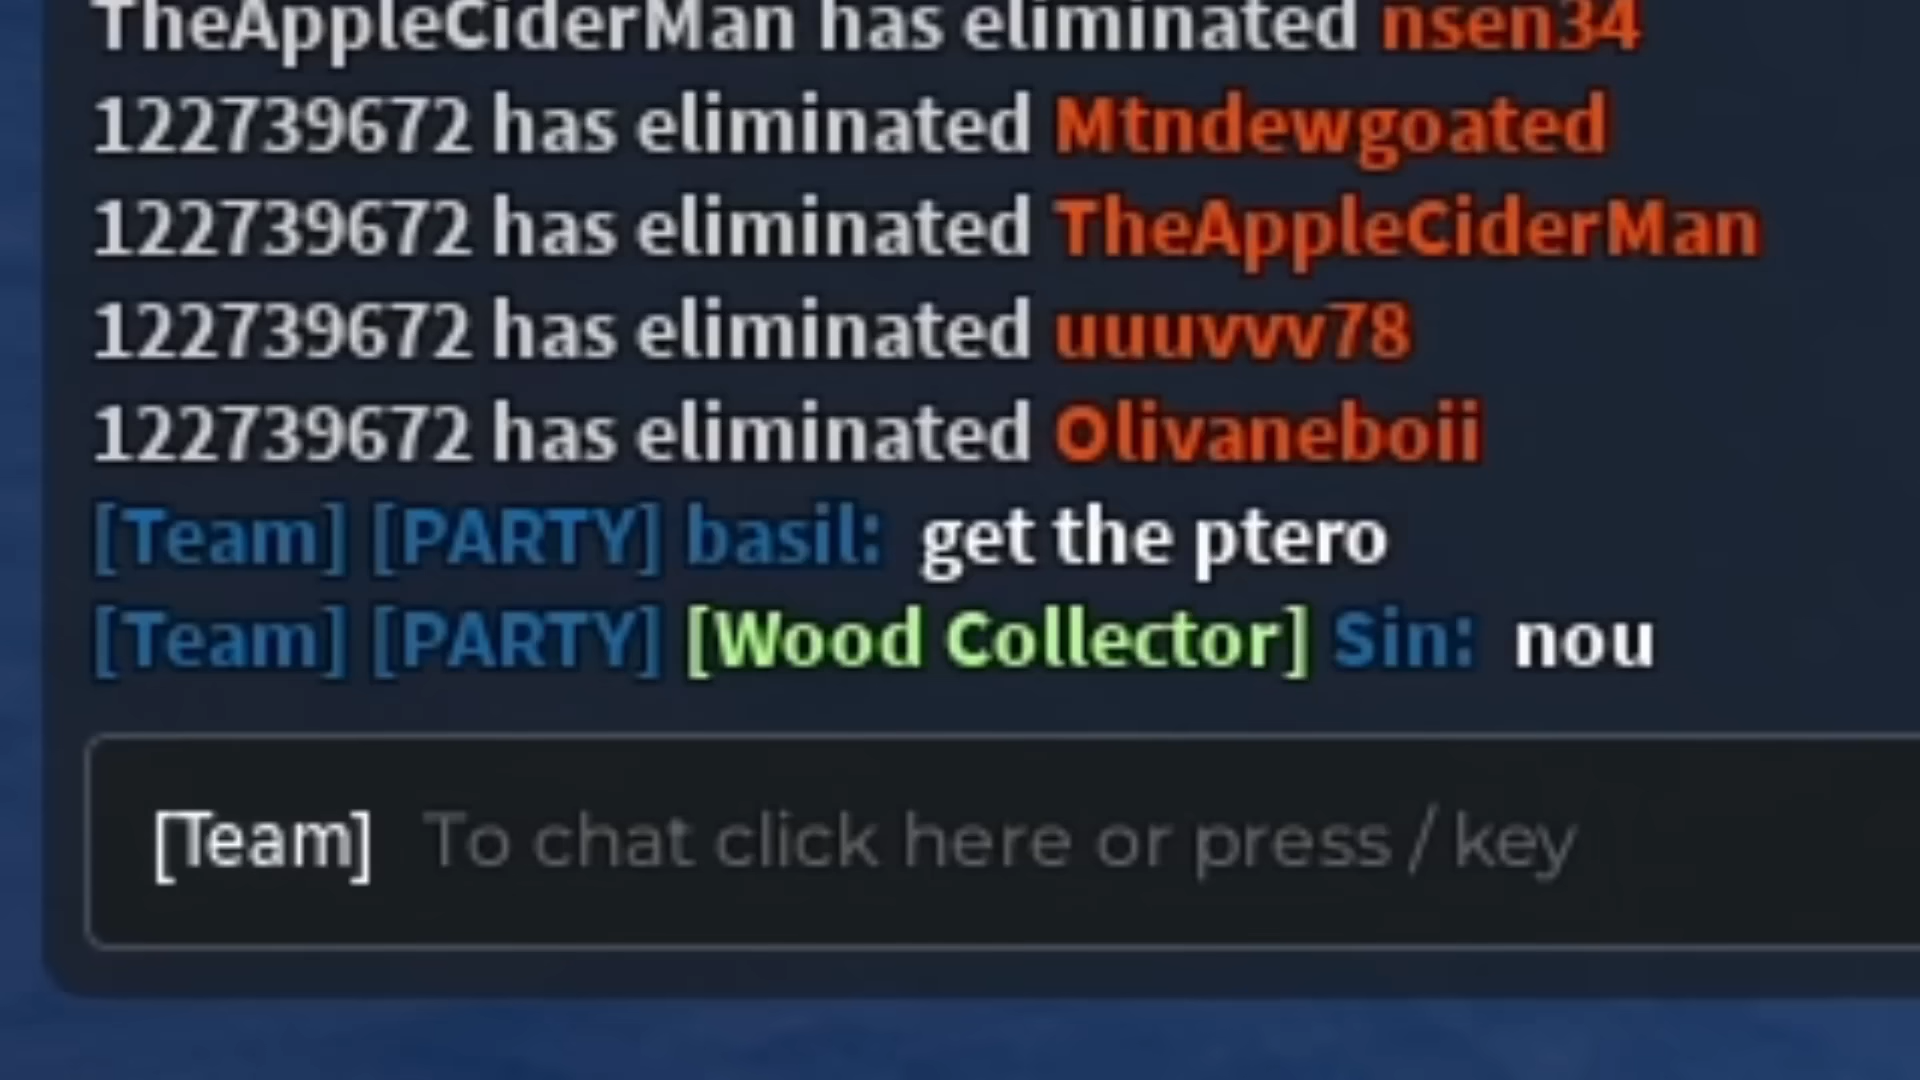 TheAppleCiderMan has eliminated nsen34
122739672 has eliminated Mtndewgoated
122739672 has eliminated TheAppleCiderMan
122739672 has eliminated uuuvvv78
122739672 has eliminated Olivaneboii
[Team] [PARTY] basil: get the ptero
[Team] [PARTY] [Wood Collector] Sin: nou
[Team] To chat click here or press / key